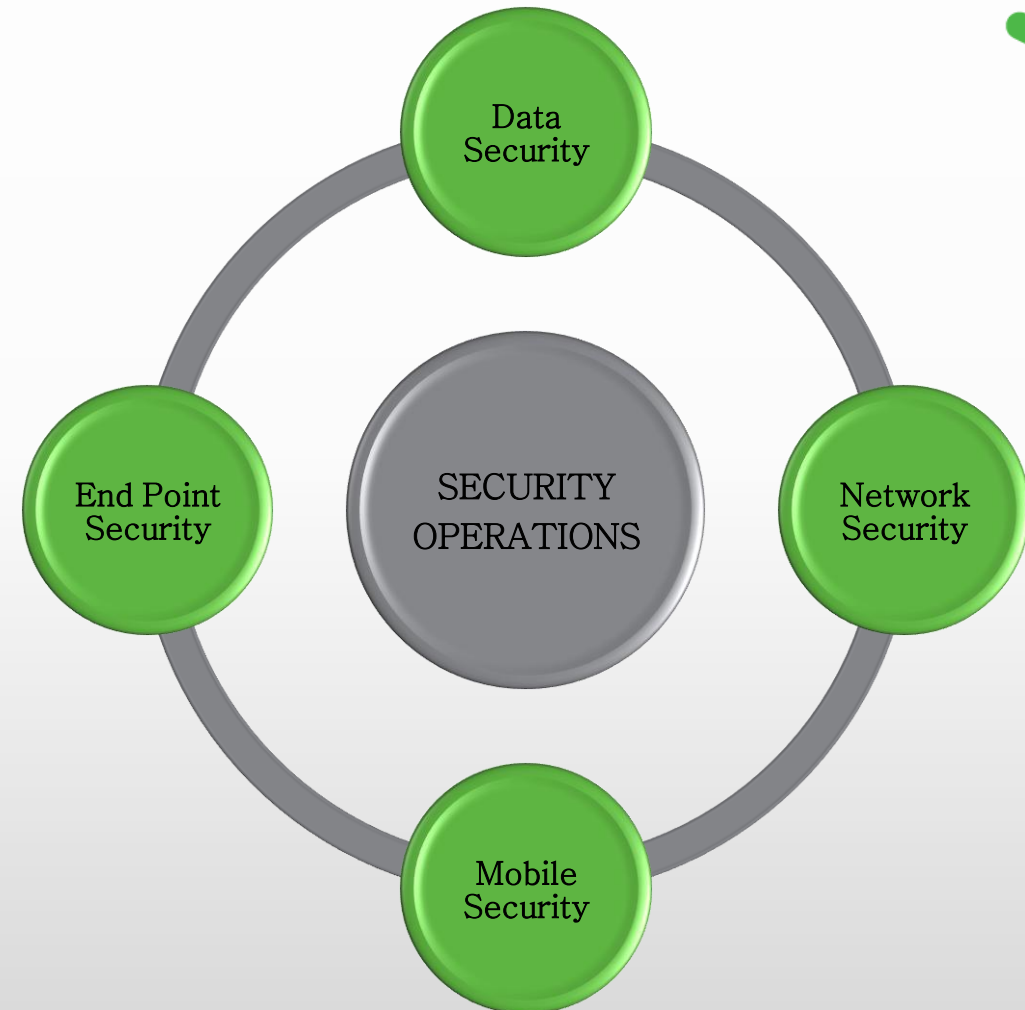 Data
Security
End Point
Security
SECURITY
OPERATIONS
Network
Security
Mobile
Security